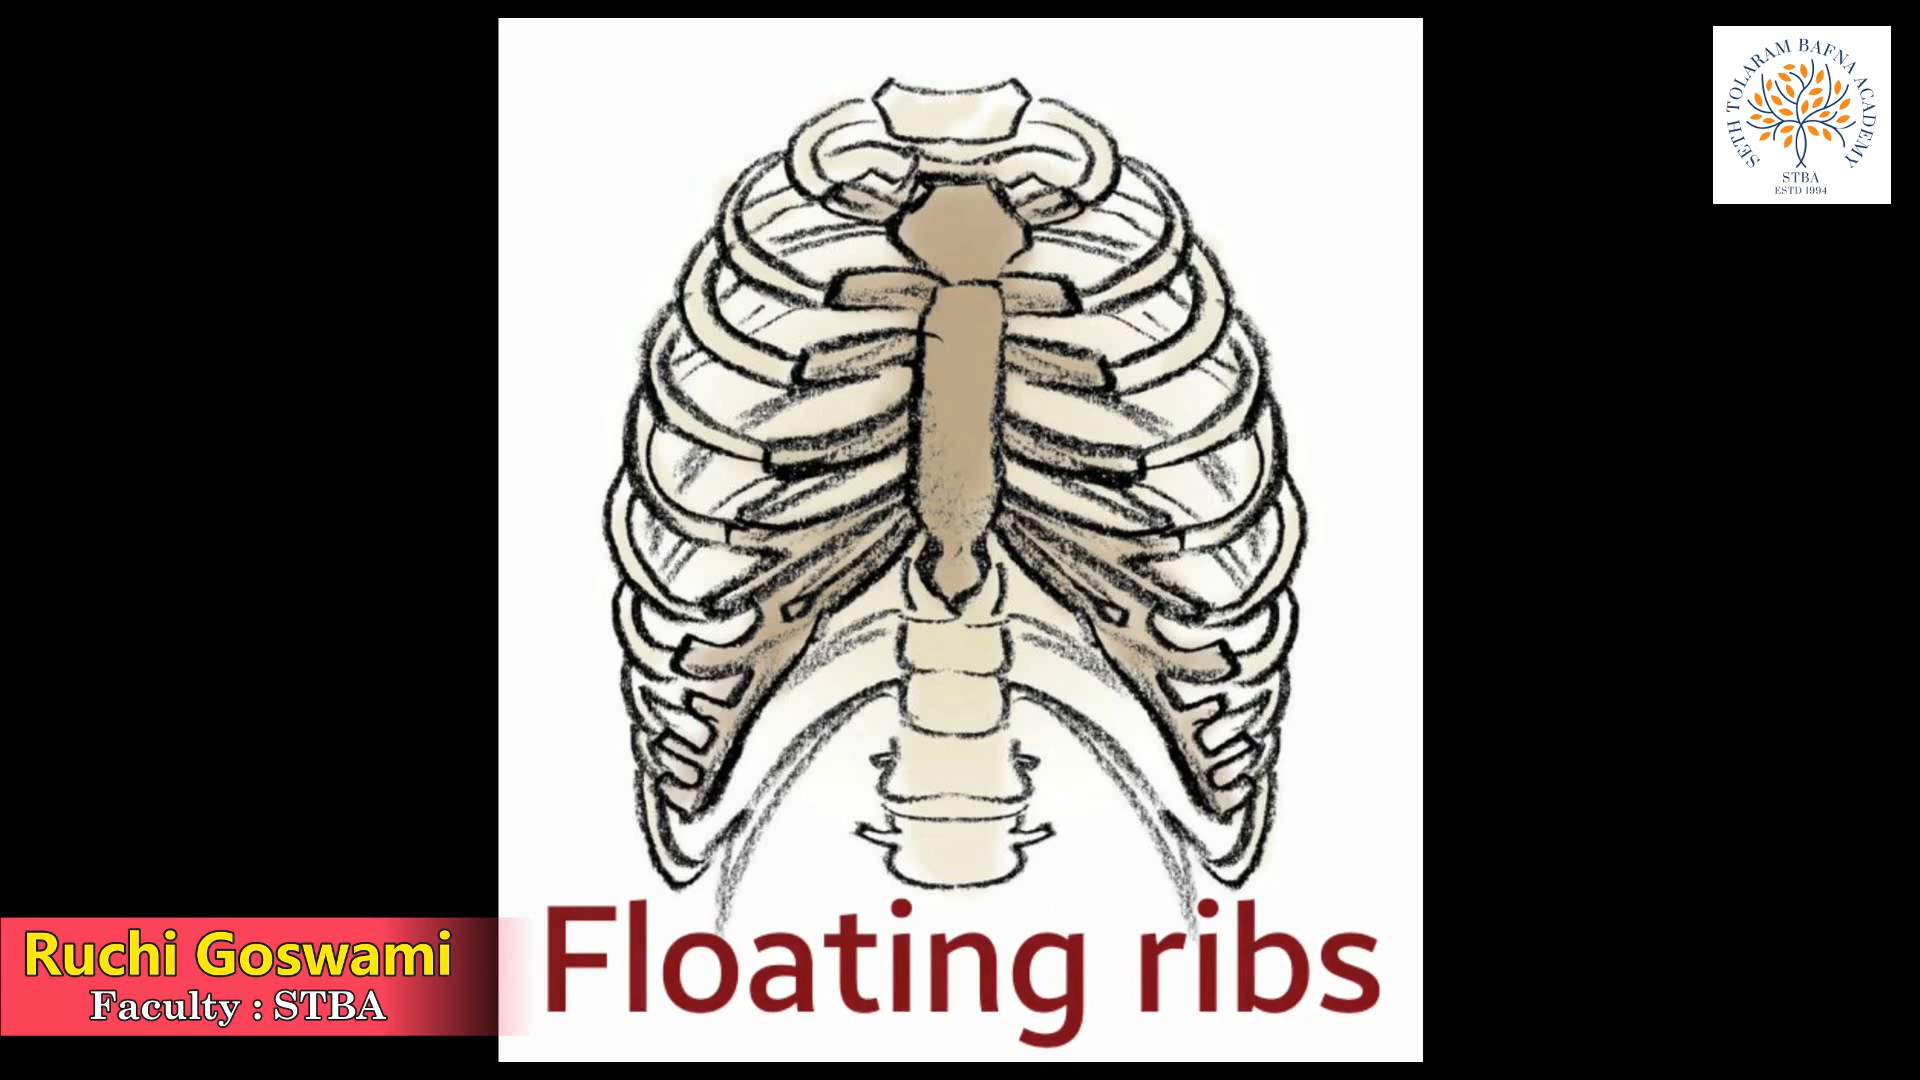 SETH TOLARAM BAFNA ACADEMY
STBA
ESTD 1994
Floating ribs
Ruchi Goswami
Faculty : STBA